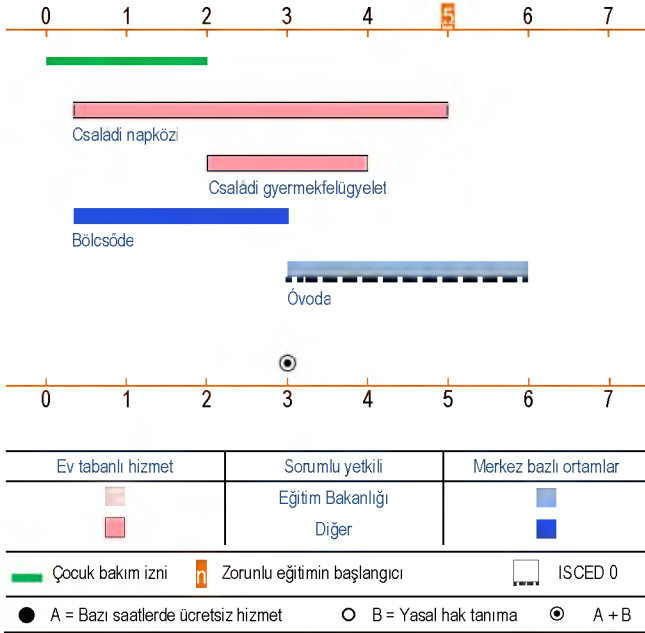 0 1 2 3 4 5 6 7
Családi napközi
Családi gyermekfelügyelet
Bölcsőde
Óvoda
0 1 2 3 4 5 6 7
Ev tabanlı hizmet Sorumlu yetkili Merkez bazlı ortamlar
Eğitim Bakanlığı
Diğer
Çocuk bakım izni n Zorunlu eğitimin başlangıcı ISCED 0
A = Bazı saatlerde ücretsiz hizmet B = Yasal hak tanıma A + B